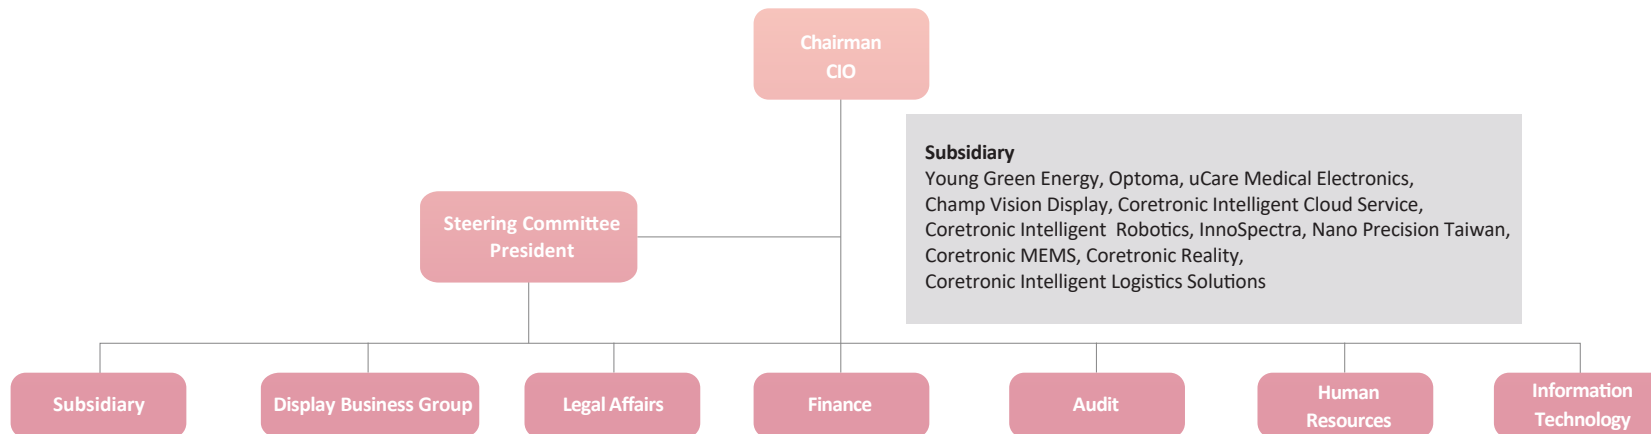 Chairman
CIO
Subsidiary
Young Green Energy, Optoma, uCare Medical Electronics,
Champ Vision Display, Coretronic Intelligent Cloud Service,
Coretronic Intelligent Robotics, InnoSpectra, Nano Precision Taiwan,
Coretronic MEMS, Coretronic Reality,
Coretronic Intelligent Logistics Solutions
Steering Committee
President
Subsidiary
Display Business Group
Legal Affairs
Finance
Audit
Human
Resources
Information
Technology